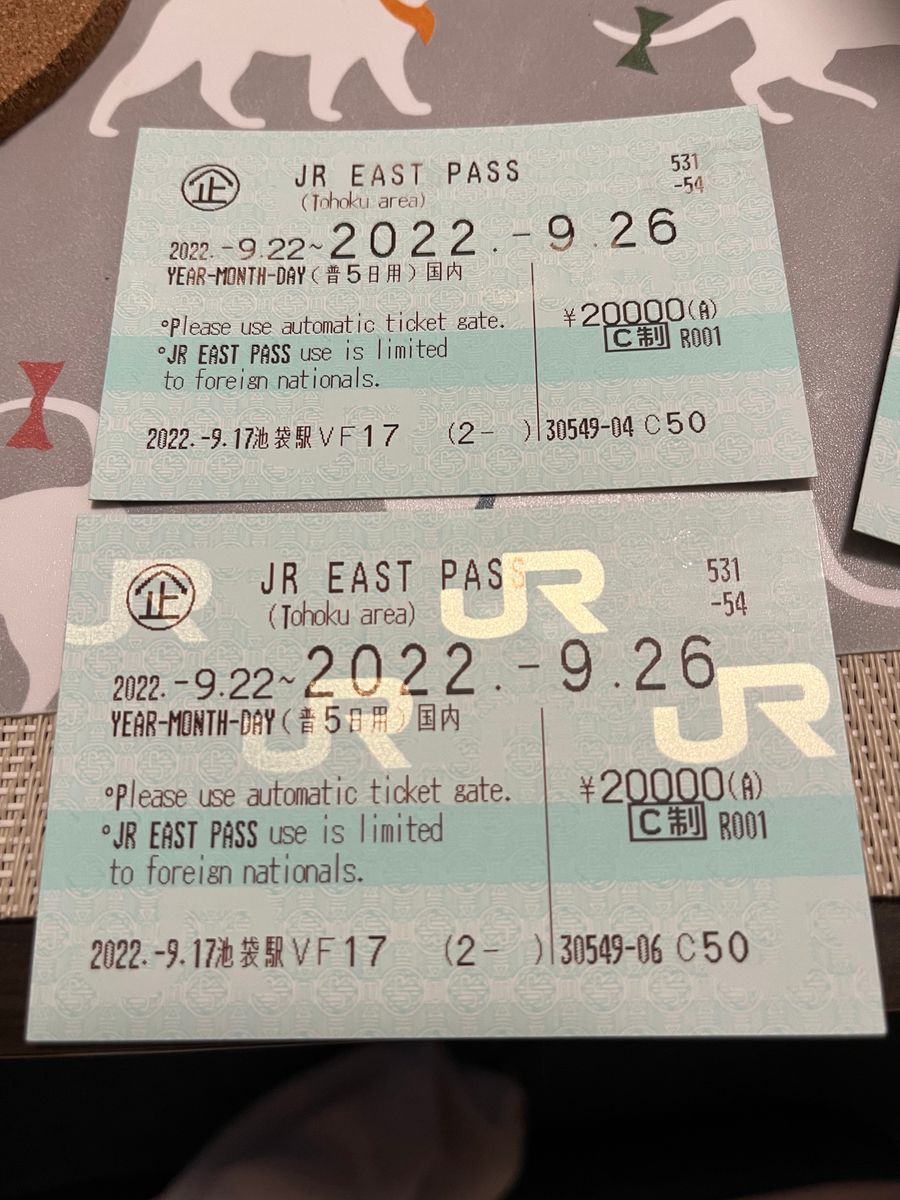 企 JR EAST PASS 531
(Tohoku area) -54
2022.-9.22~2022.-9.26
YEAR-MONTH-DAY(普5日用)国内
°Please use automatic ticket gate. ¥20000(A)
°JR EAST PASS use is limited C制 R001
to foreign nationals.
2022.-9.17池袋駅VF17 (2- ) 30549-04 C50
JR JR
企 JR EAST PASS 531
(Tohoku area) -54
2022.-9.22~2022.-9.26
JR JR
YEAR-MONTH-DAY(普5日用)国内
°Please use automatic ticket gate. ¥20000(A)
°JR EAST PASS use is limited C制 R001
to foreign nationals.
2022.-9.17池袋駅VF17 (2- ) 30549-06 C50